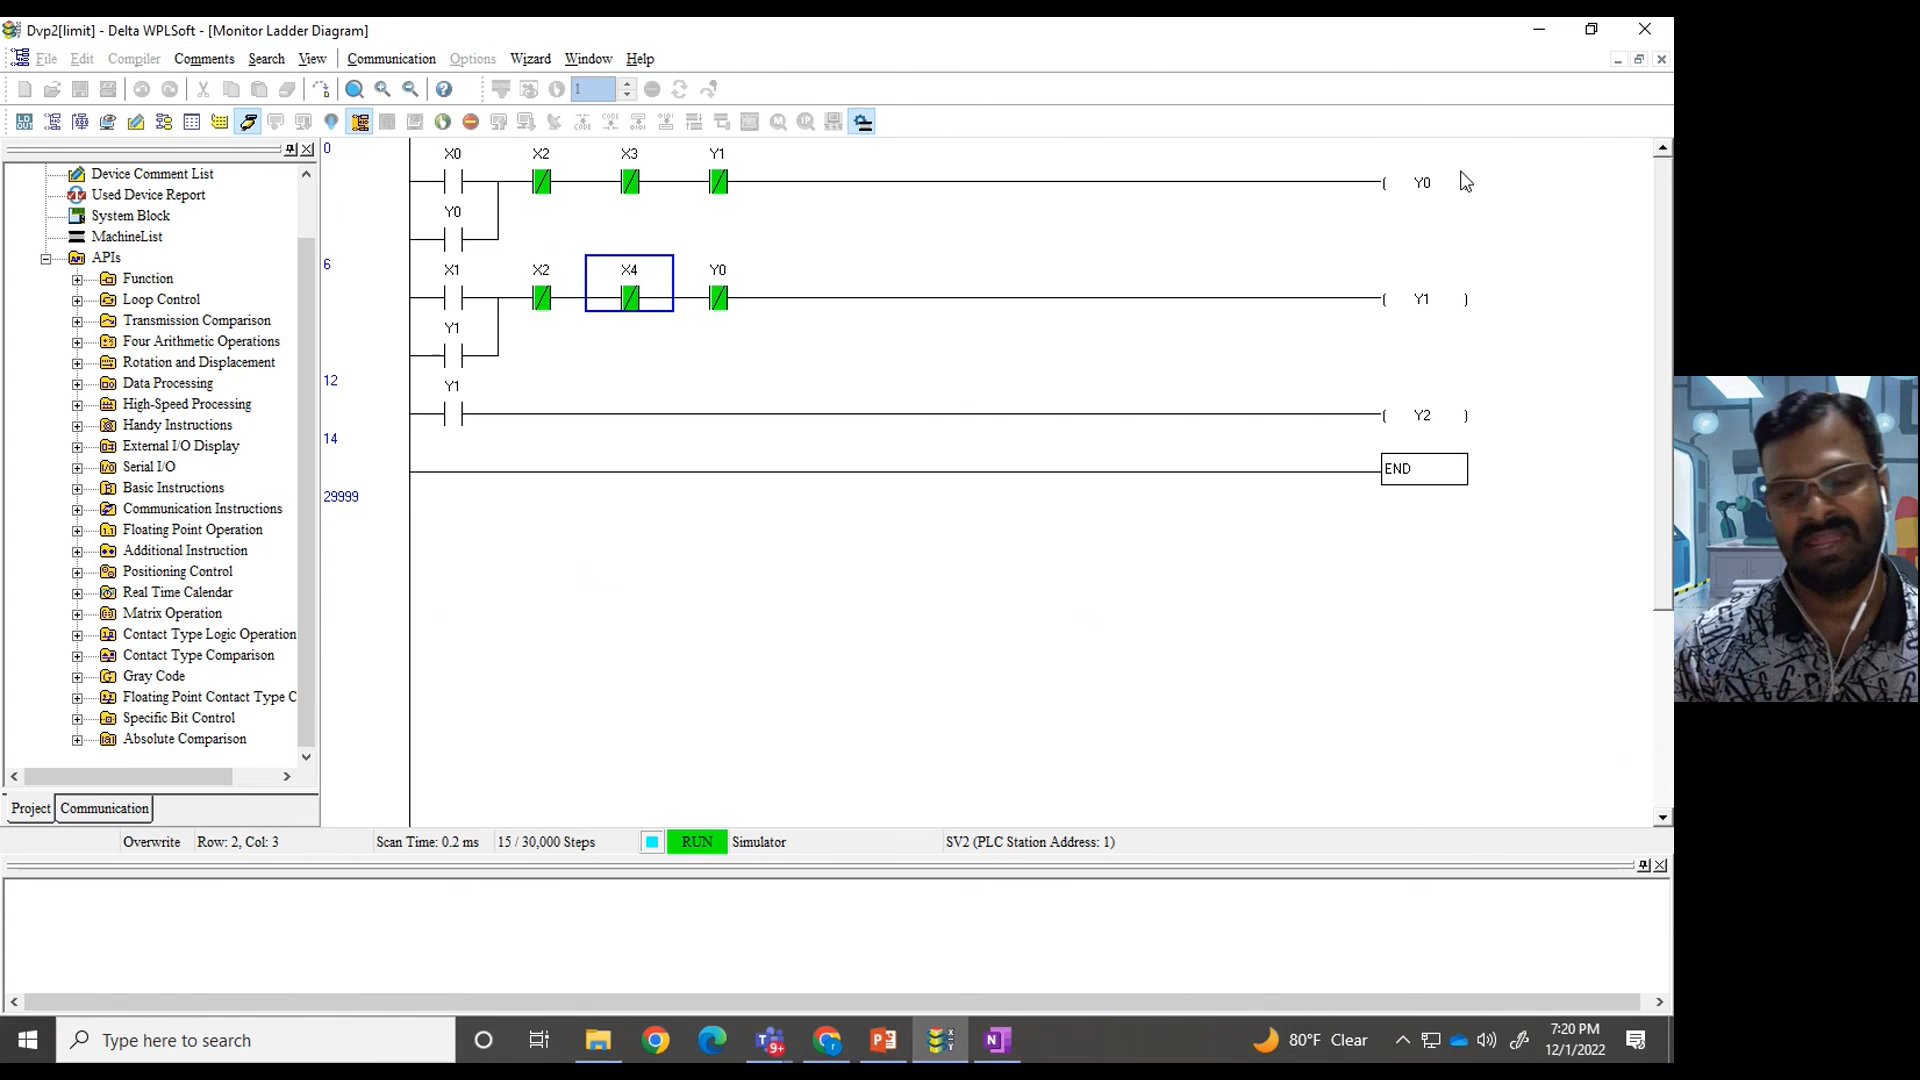 Dvp2[limit] - Delta WPLSoft - [Monitor Ladder Diagram]
File Edit Compiler Comments Search View Communication Options Wizard Window Help
1
Device Comment List
Used Device Report
System Block
MachineList
APIs
Function
Loop Control
Transmission Comparison
Four Arithmetic Operations
Rotation and Displacement
Data Processing
High-Speed Processing
Handy Instructions
External I/O Display
Serial I/O
Basic Instructions
Communication Instructions
Floating Point Operation
Additional Instruction
Positioning Control
Real Time Calendar
Matrix Operation
Contact Type Logic Operation
Contact Type Comparison
Gray Code
Floating Point Contact Type C
Specific Bit Control
Absolute Comparison
Project Communication
0
X0 X2 X3 Y1
Y0
Y0
6
X1 X2 X4 Y0
Y1
Y1
12
Y1
Y2
14
END
29999
Overwrite Row: 2, Col: 3 Scan Time: 0.2 ms 15 / 30,000 Steps RUN Simulator SV2 (PLC Station Address: 1)
Type here to search
9+
80°F Clear
7:20 PM
12/1/2022